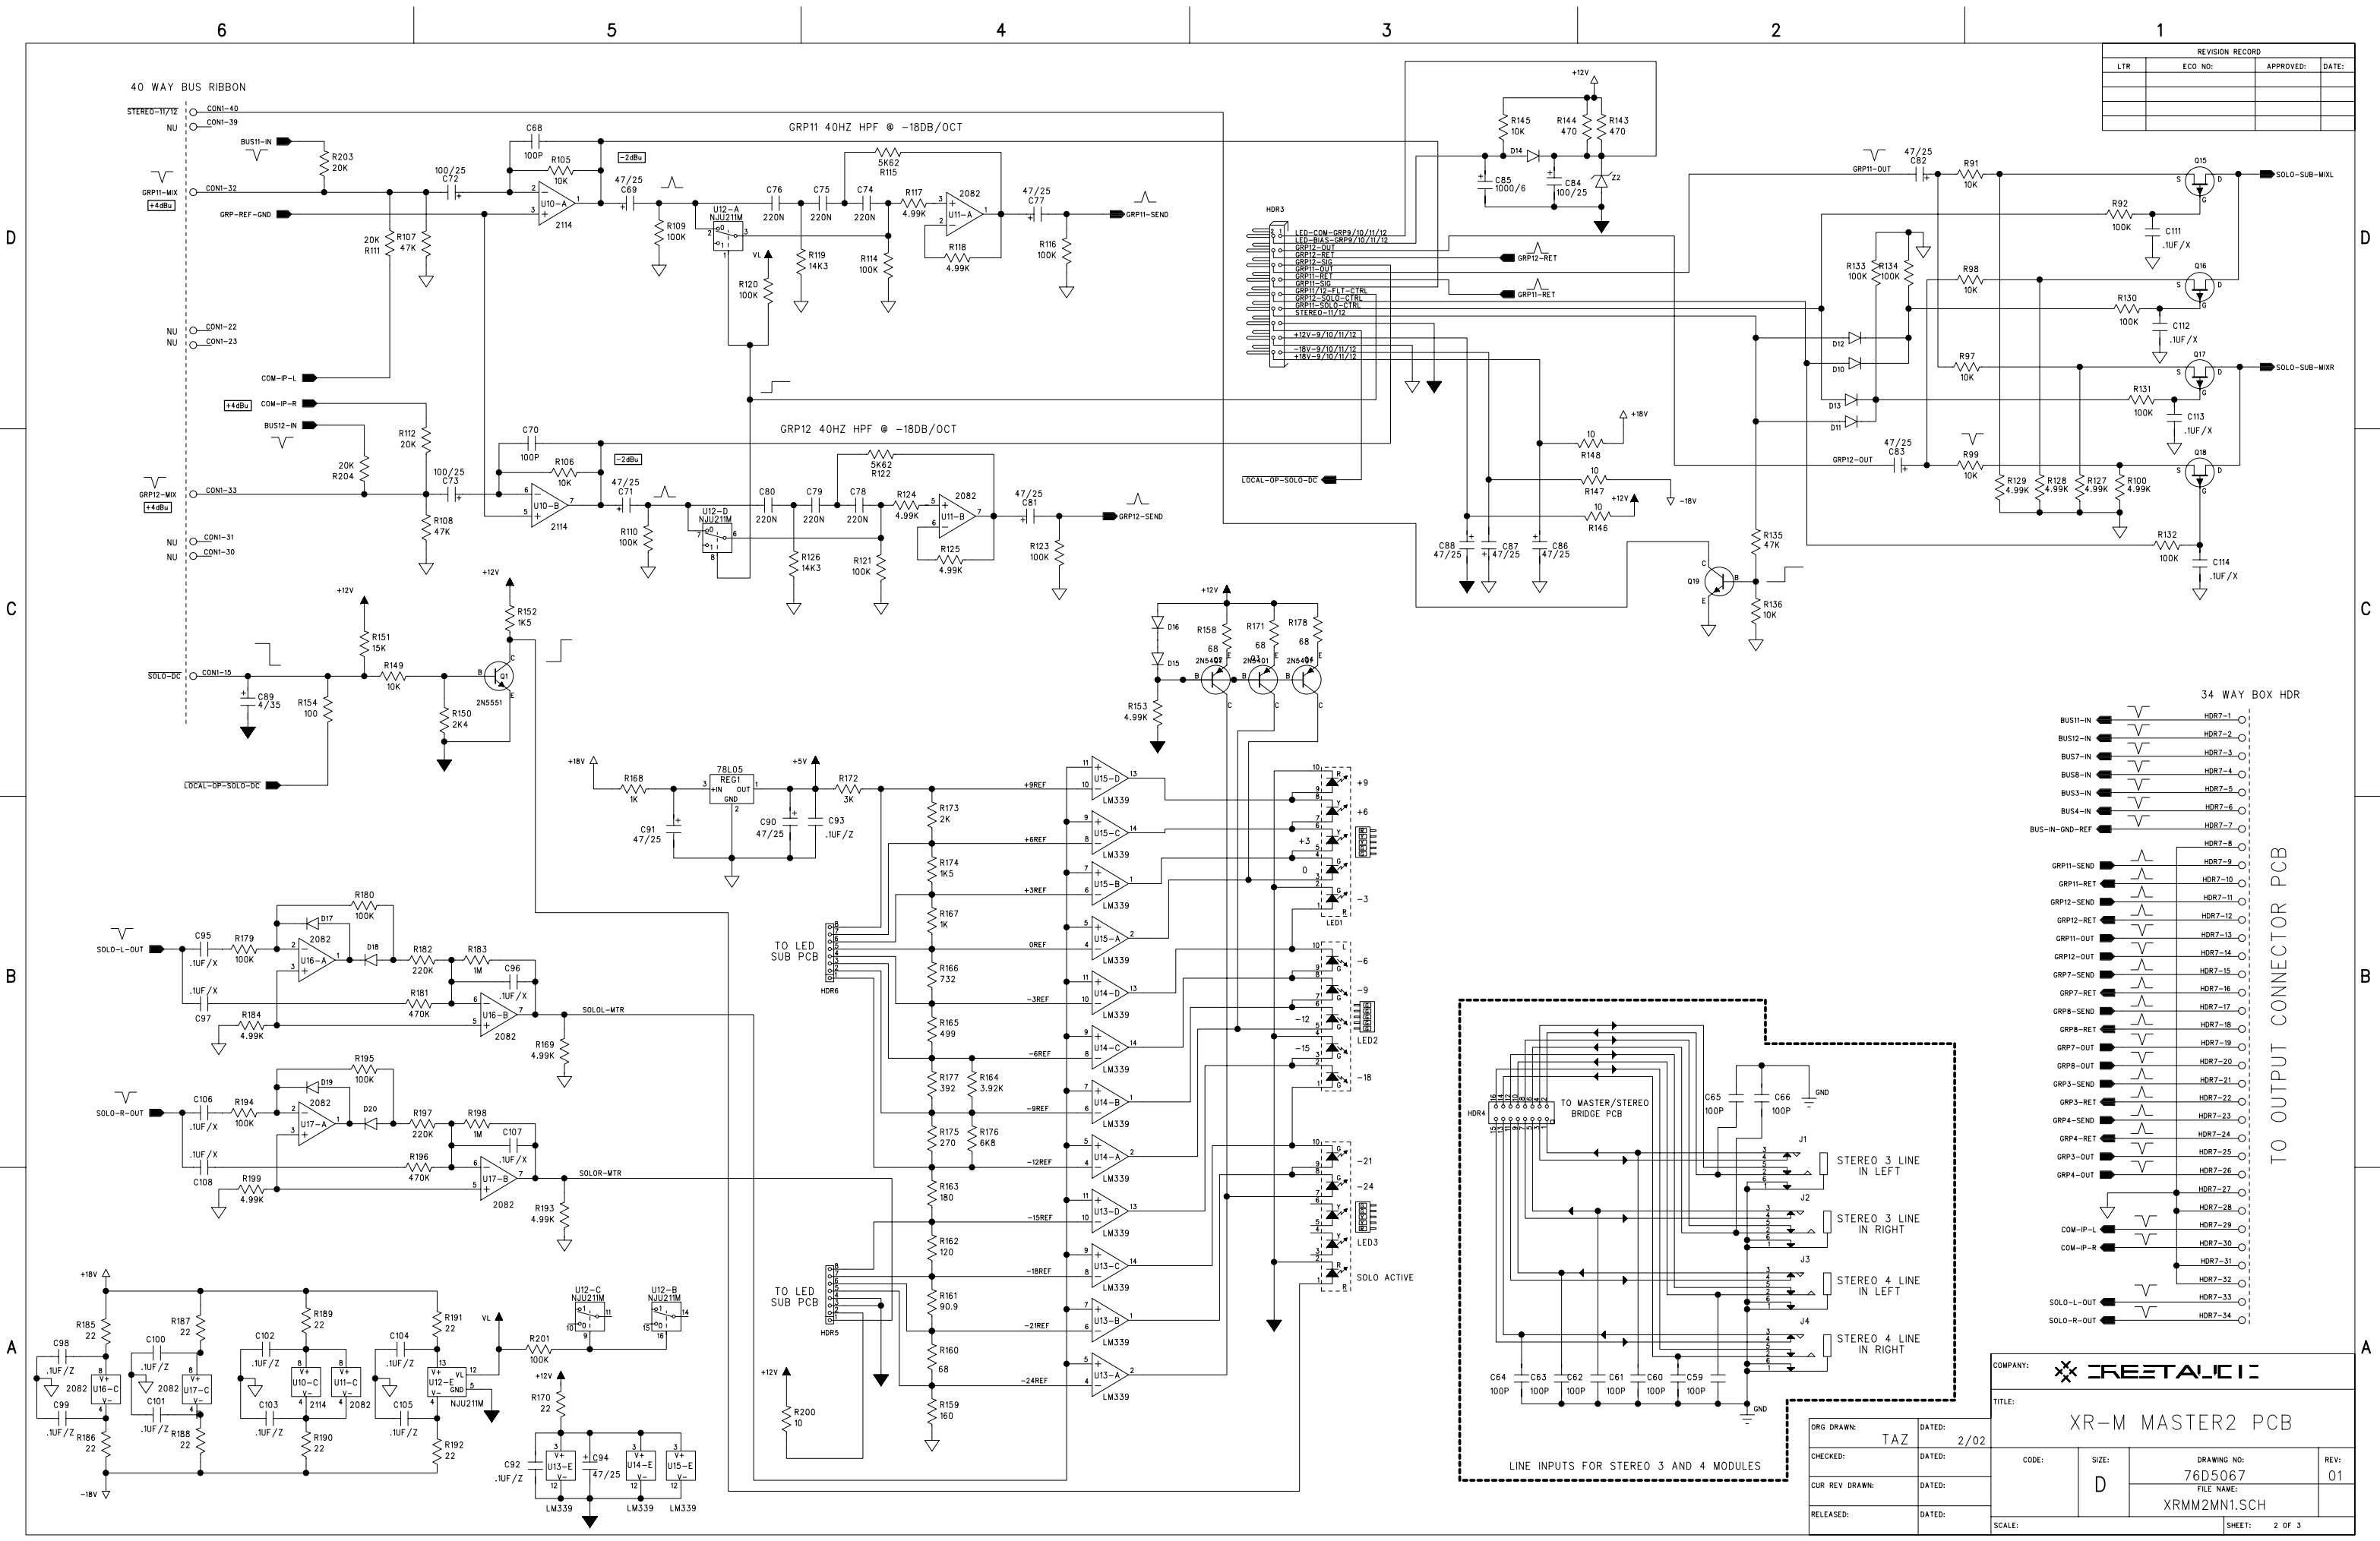 6 5 4 3 2 1
REVISION RECORD
LTR ECO NO: APPROVED: DATE:
40 WAY BUS RIBBON
STEREO-11/12 CON1-40
NU CON1-39
BUS11-IN
R203
20K
GRP11-MIX CON1-32
+4dBu
GRP-REF-GND
20K
R111
R107
47K
100/25
C72
C68
100P
R105
10K
2 3 1
U10-A
2114
-2dBu
47/25
C69
R109
100K
U12-A
NJU211M
VL
R120
100K
GRP11 40HZ HPF @ -18DB/OCT
C76
220N
C75
220N
C74
220N
5K62
R115
R119
14K3
R114
100K
R117
4.99K
2082
U11-A
R118
4.99K
47/25
C77
R116
100K
GRP11-SEND
NU CON1-22
NU CON1-23
COM-IP-L
+4dBu COM-IP-R
BUS12-IN
20K
R204
R112
20K
GRP12-MIX CON1-33
+4dBu
100/25
C73
R108
47K
NU CON1-31
NU CON1-30
C70
100P
R106
10K
U10-B
2114
-2dBu
47/25
C71
R110
100K
U12-D
NJU211M
GRP12 40HZ HPF @ -18DB/OCT
C80
220N
C79
220N
C78
220N
5K62
R122
R126
14K3
R121
100K
R124
4.99K
2082
U11-B
R125
4.99K
47/25
C81
R123
100K
GRP12-SEND
HDR3
LED-COM-GRP9/10/11/12
LED-BIAS-GRP9/10/11/12
GRP12-OUT
GRP12-RET
GRP12-SIG
GRP11-OUT
GRP11-RET
GRP11-SIG
GRP11/12-FLT-CTRL
GRP12-SOLO-CTRL
GRP11-SOLO-CTRL
STEREO-11/12
+12V-9/10/11/12
-18V-9/10/11/12
+18V-9/10/11/12
GRP12-RET
GRP11-RET
+12V
R145
10K
R144
470
R143
470
D14
C85
1000/6
C84
100/25
Z2
LOCAL-OP-SOLO-DC
+18V
10
R148
10
R147
-18V
+12V
10
R146
C88
47/25
C87
47/25
C86
47/25
GRP11-OUT
47/25
C82
R91
10K
Q15
S D G
SOLO-SUB-MIXL
R92
100K
C111
.1UF/X
R133
100K
R134
100K
R98
10K
Q16
R130
100K
C112
.1UF/X
D12
D10
D13
D11
R97
10K
Q17
SOLO-SUB-MIXR
R131
100K
C113
.1UF/X
GRP12-OUT
47/25
C83
R99
10K
Q18
R129
4.99K
R128
4.99K
R127
4.99K
R100
4.99K
R132
100K
C114
.1UF/X
R135
47K
Q19
R136
10K
D C B A
SOLO-DC CON1-15
C89
4/35
R154
100
+12V
R151
15K
R149
10K
R150
2K4
+12V
R152
1K5
Q1
2N5551
LOCAL-OP-SOLO-DC
+12V
D16
D15
R153
4.99K
R158
68
R171
68
R178
68
2N5401
2N5401
2N5401
+18V
R168
1K
C91
47/25
78L05
REG1
+IN OUT
GND
+5V
C90
47/25
C93
.1UF/Z
R172
3K
+9REF
R173
2K
+6REF
R174
1K5
+3REF
R167
1K
0REF
R166
732
-3REF
R165
499
-6REF
R177
392
R164
3.92K
-9REF
R175
270
R176
6K8
-12REF
R163
180
-15REF
R162
120
-18REF
R161
90.9
-21REF
R160
68
-24REF
R159
160
U15-D
LM339
U15-C
LM339
U15-B
LM339
U15-A
LM339
U14-D
LM339
U14-C
LM339
U14-B
LM339
U14-A
LM339
U13-D
LM339
U13-C
LM339
U13-B
LM339
U13-A
LM339
+9
+6
+3
0
-3
LED1
-6
-9
-12
LED2
-15
-18
-21
-24
LED3
SOLO ACTIVE
TO LED
SUB PCB
HDR6
TO LED
SUB PCB
HDR5
+12V
R200
10
SOLO-L-OUT
C95
.1UF/X
R179
100K
R180
100K
D17
2082
U16-A
D18
R182
220K
R183
1M
C96
.1UF/X
.1UF/X
C97
R181
470K
R184
4.99K
U16-B
2082
SOLOL-MTR
R169
4.99K
SOLO-R-OUT
C106
.1UF/X
R194
100K
R195
100K
D19
2082
U17-A
D20
R197
220K
R198
1M
C107
.1UF/X
C108
R196
470K
R199
4.99K
U17-B
2082
SOLOR-MTR
R193
4.99K
+18V
R185
22
C98
.1UF/Z
2082
U16-C
C99
.1UF/Z
R186
22
-18V
R187
22
C100
.1UF/Z
2082
U17-C
C101
.1UF/Z
R188
22
R189
22
C102
.1UF/Z
U10-C
2114
U11-C
2082
C103
.1UF/Z
R190
22
R191
22
C104
.1UF/Z
U12-E
VL
GND
NJU211M
C105
.1UF/Z
R192
22
VL
R201
100K
U12-C
NJU211M
U12-B
NJU211M
+12V
R170
22
C92
.1UF/Z
U13-E
LM339
C94
47/25
U14-E
LM339
U15-E
LM339
HDR4
TO MASTER/STEREO
BRIDGE PCB
C65
100P
C66
100P
GND
J1
STEREO 3 LINE
IN LEFT
J2
STEREO 3 LINE
IN RIGHT
J3
STEREO 4 LINE
IN LEFT
J4
STEREO 4 LINE
IN RIGHT
C64
100P
C63
100P
C62
100P
C61
100P
C60
100P
C59
100P
GND
LINE INPUTS FOR STEREO 3 AND 4 MODULES
34 WAY BOX HDR
BUS11-IN HDR7-1
BUS12-IN HDR7-2
BUS7-IN HDR7-3
BUS8-IN HDR7-4
BUS3-IN HDR7-5
BUS4-IN HDR7-6
BUS-IN-GND-REF HDR7-7
HDR7-8
GRP11-SEND HDR7-9
GRP11-RET HDR7-10
GRP12-SEND HDR7-11
GRP12-RET HDR7-12
GRP11-OUT HDR7-13
GRP12-OUT HDR7-14
GRP7-SEND HDR7-15
GRP7-RET HDR7-16
GRP8-SEND HDR7-17
GRP8-RET HDR7-18
GRP7-OUT HDR7-19
GRP8-OUT HDR7-20
GRP3-SEND HDR7-21
GRP3-RET HDR7-22
GRP4-SEND HDR7-23
GRP4-RET HDR7-24
GRP3-OUT HDR7-25
GRP4-OUT HDR7-26
HDR7-27
HDR7-28
COM-IP-L HDR7-29
COM-IP-R HDR7-30
HDR7-31
HDR7-32
SOLO-L-OUT HDR7-33
SOLO-R-OUT HDR7-34
TO OUTPUT CONNECTOR PCB
COMPANY:
TITLE:
XR-M MASTER2 PCB
ORG DRAWN: TAZ DATED: 2/02
CHECKED: DATED:
CUR REV DRAWN: DATED:
RELEASED: DATED:
CODE: SIZE: D
DRAWING NO: 76D5067 REV: 01
FILE NAME:
XRMM2MN1.SCH
SCALE: SHEET: 2 OF 3